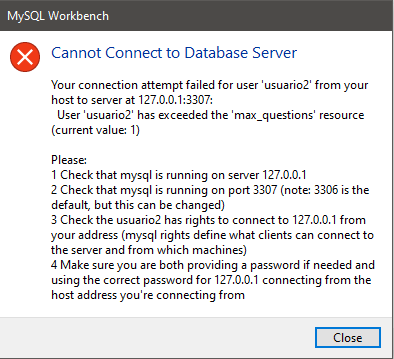 MySQL Workbench
Cannot Connect to Database Server
Your connection attempt failed for user 'usuario2' from your
host to server at 127.0.0.1:3307:
User 'usuario2' has exceeded the 'max_questions' resource
(current value: 1)
Please:
1 Check that mysql is running on server 127.0.0.1
2 Check that mysql is running on port 3307 (note: 3306 is the
default, but this can be changed)
3 Check the usuario2 has rights to connect to 127.0.0.1 from
your address (mysql rights define what clients can connect to
the server and from which machines)
4 Make sure you are both providing a password if needed and
using the correct password for 127.0.0.1 connecting from the
host address you're connecting from
Close